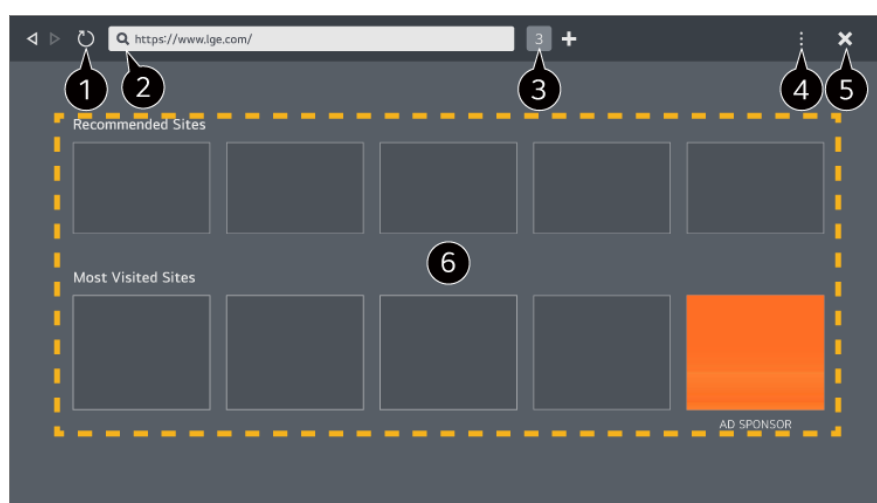 https://www.lge.com/ 3
1 2 3 4 5
Recommended Sites
6
Most Visited Sites
AD SPONSOR